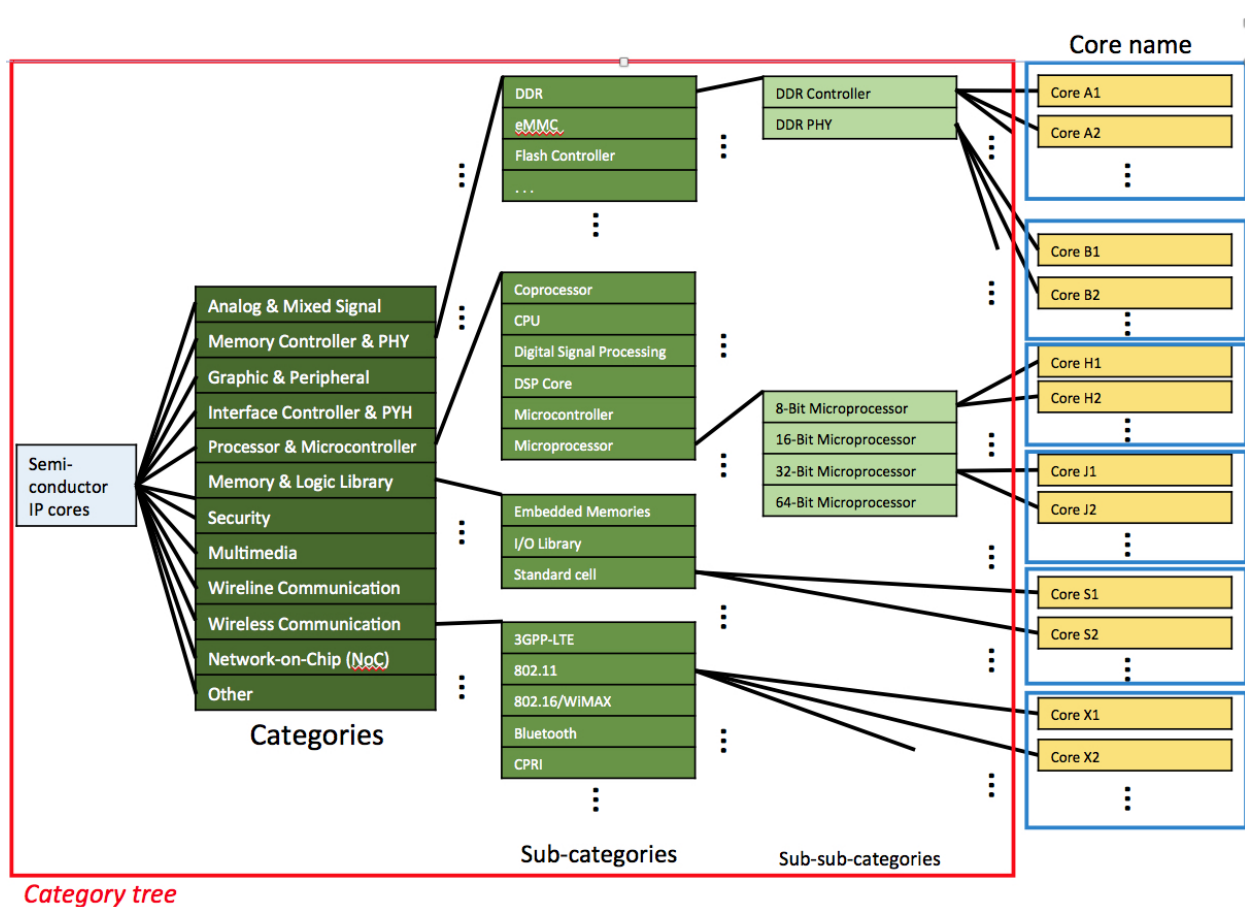 Core name
DDR
eMMC
Flash Controller
. . .
DDR Controller
DDR PHY
Core A1
Core A2
Core B1
Core B2
Semi-
conductor
IP cores
Analog & Mixed Signal
Memory Controller & PHY
Graphic & Peripheral
Interface Controller & PYH
Processor & Microcontroller
Memory & Logic Library
Security
Multimedia
Wireline Communication
Wireless Communication
Network-on-Chip (NoC)
Other
Categories
Coprocessor
CPU
Digital Signal Processing
DSP Core
Microcontroller
Microprocessor
8-Bit Microprocessor
16-Bit Microprocessor
32-Bit Microprocessor
64-Bit Microprocessor
Core H1
Core H2
Core J1
Core J2
Embedded Memories
I/O Library
Standard cell
Core S1
Core S2
3GPP-LTE
802.11
802.16/WiMAX
Bluetooth
CPRI
Core X1
Core X2
Sub-categories
Sub-sub-categories
Category tree